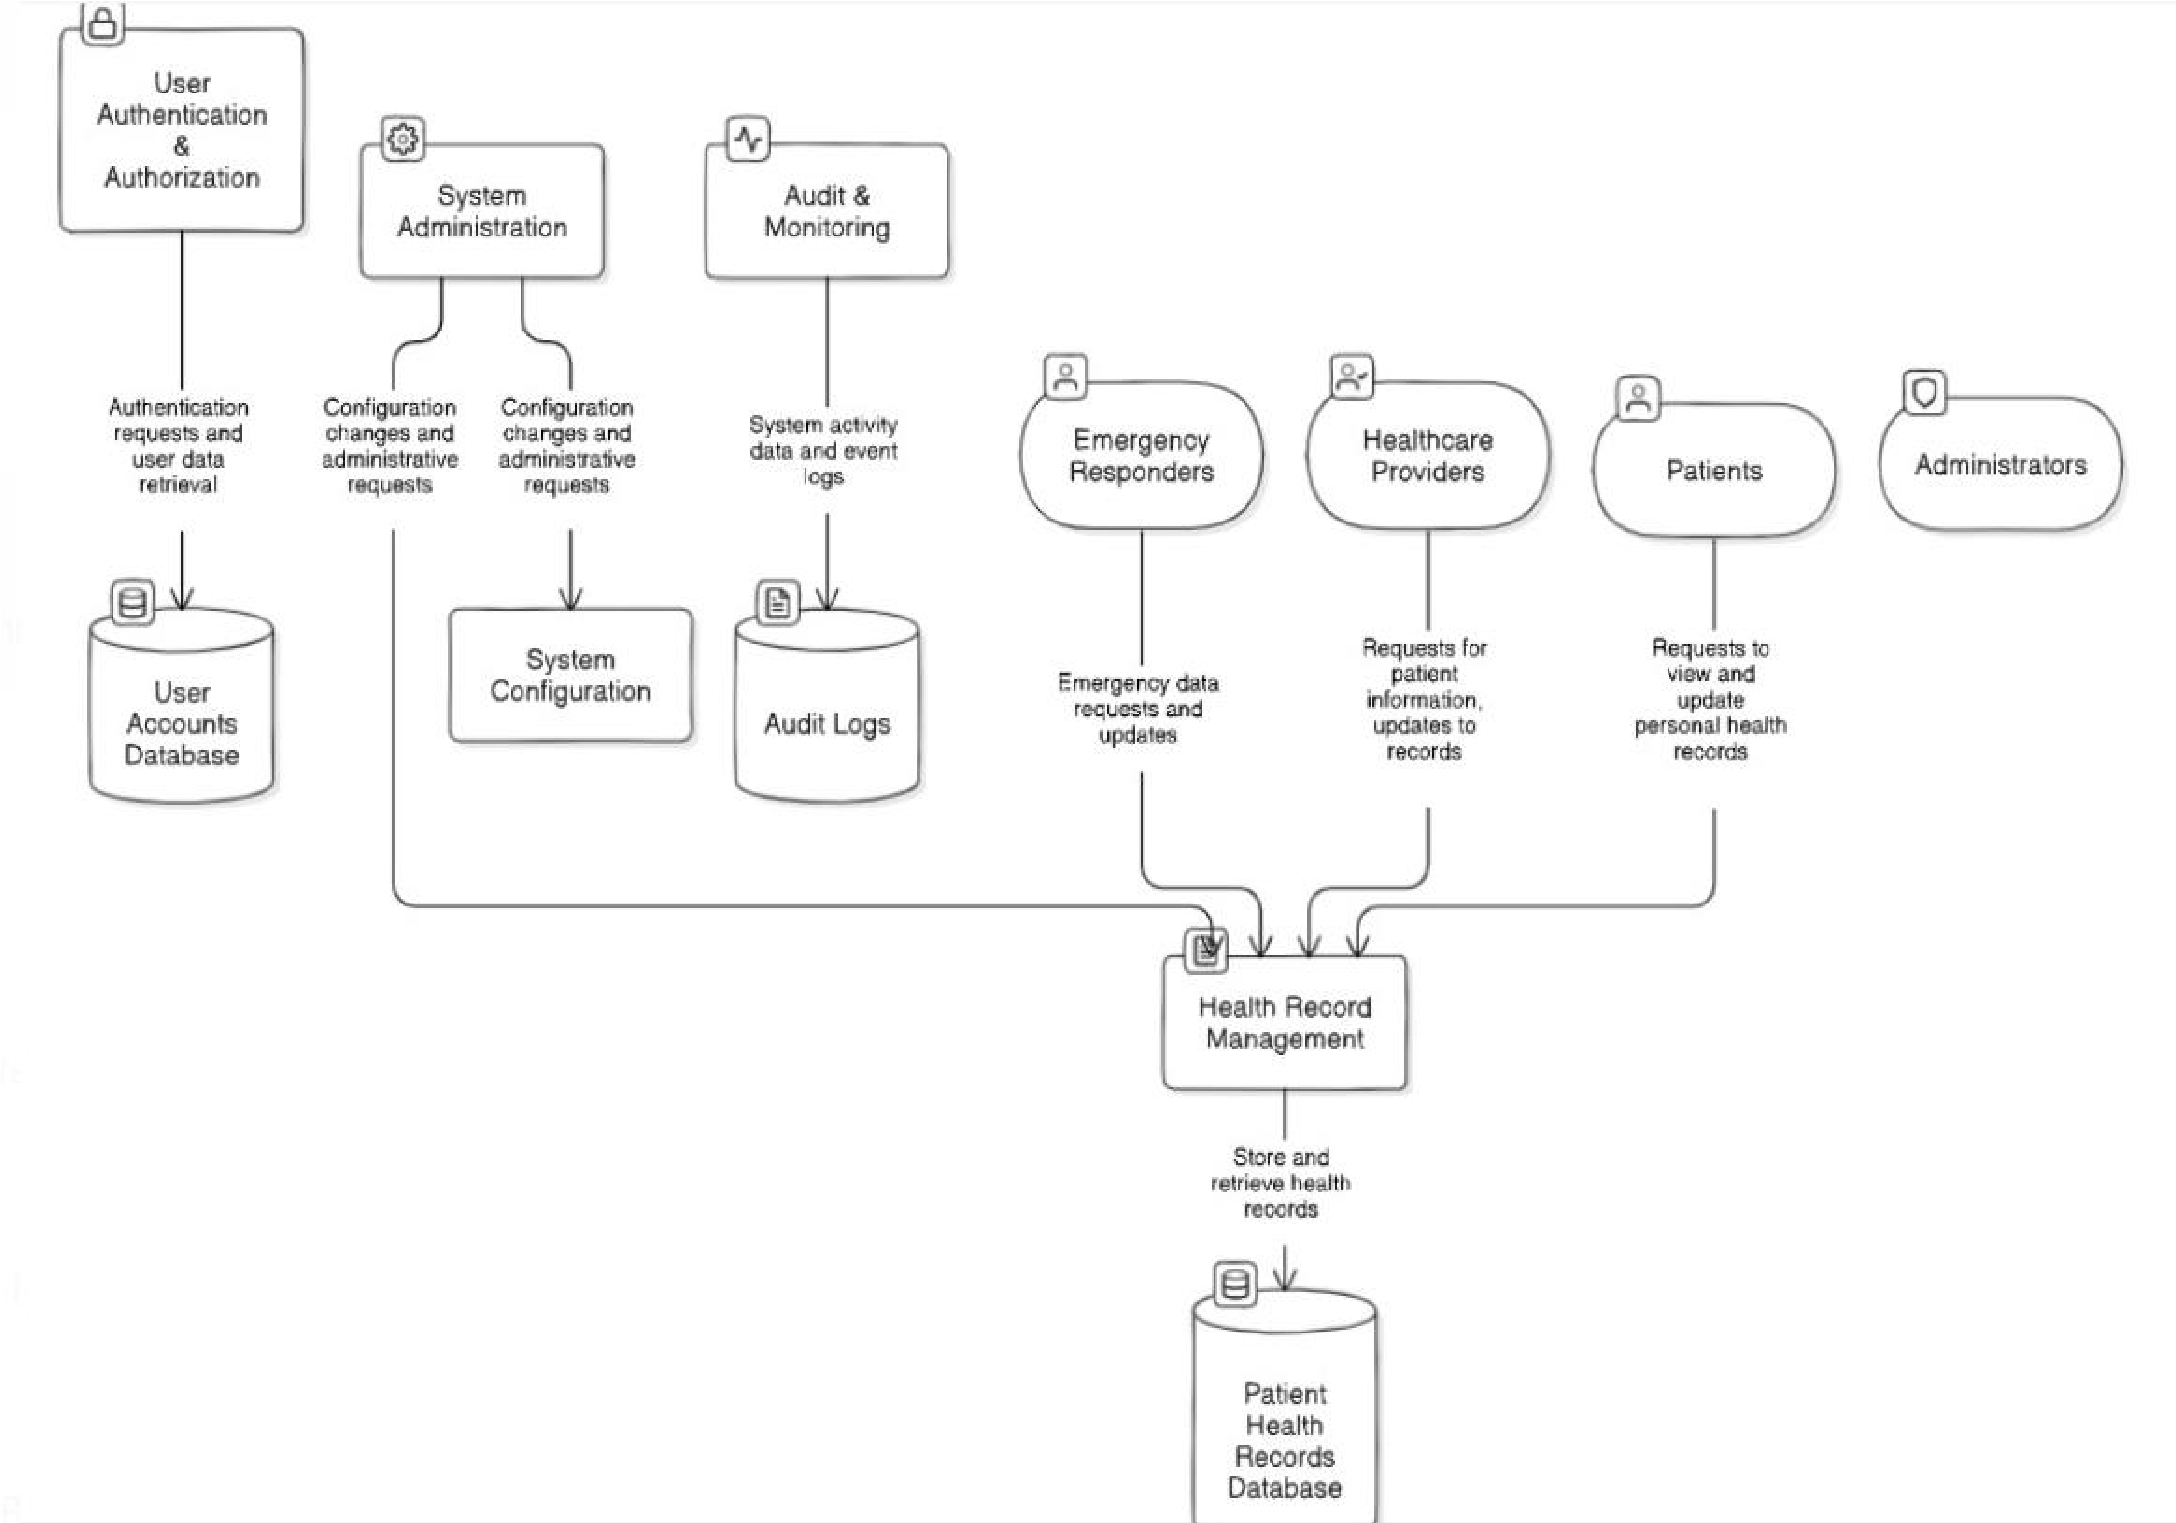 User
Authentication
&
Authorization
System
Administration
Audit &
Monitoring
Authentication
requests and
user data
retrieval
Configuration
changes and
administrative
requests
Configuration
changes and
administrative
requests
System activity
data and event
logs
Emergency
Responders
Healthcare
Providers
Patients
Administrators
User
Accounts
Database
System
Configuration
Audit Logs
Emergency data
requests and
updates
Requests for
patient
information,
updates to
records
Requests to
view and
update
personal health
records
Health Record
Management
Store and
retrieve health
records
Patient
Health
Records
Database